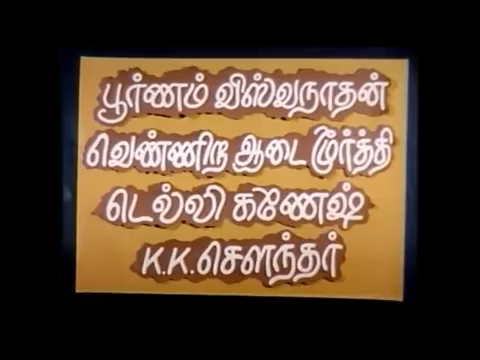 பூர்ணம் விஸ்வநாதன்
வெண்ணிற ஆடை மூர்த்தி
டெல்லி கணேஷ்
K.K.சௌந்தர்